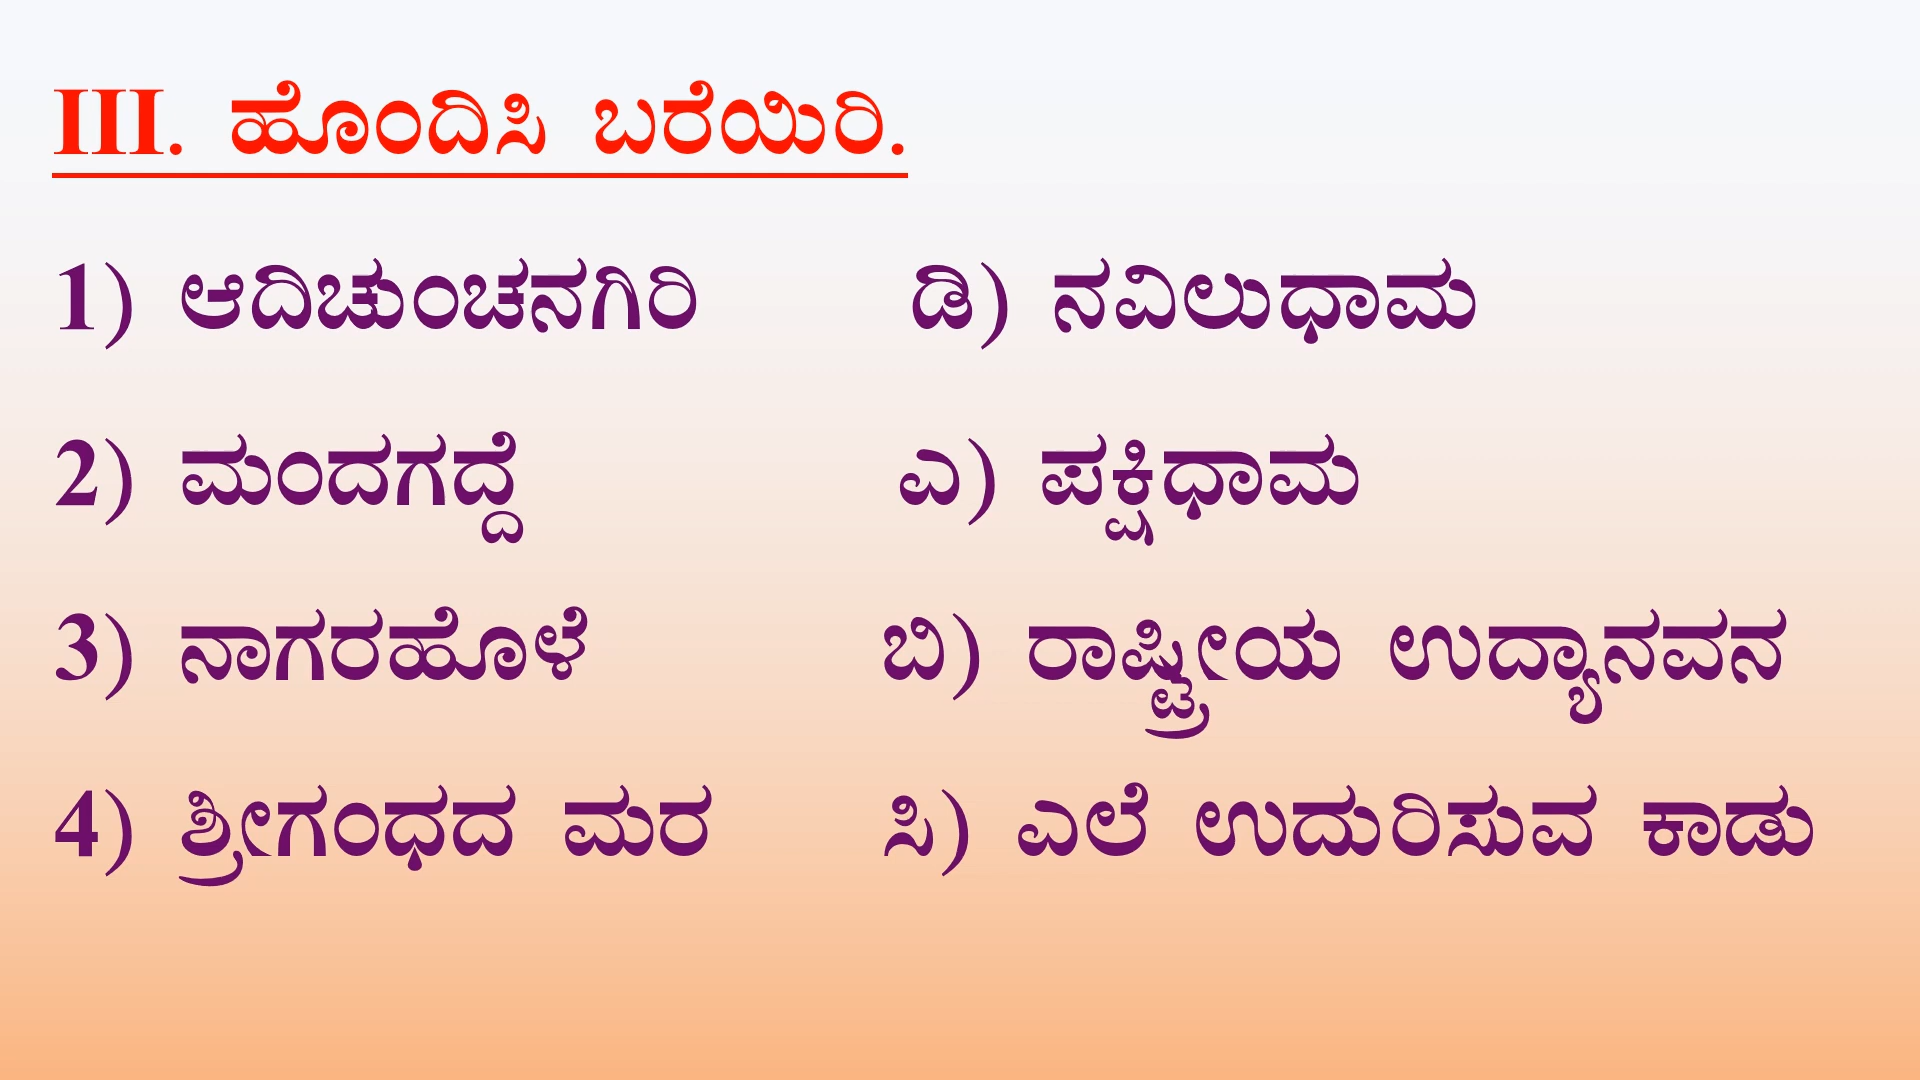 III. ಹೊಂದಿಸಿ ಬರೆಯಿರಿ.
1) ಆದಿಚುಂಚನಗಿರಿ ಡಿ) ನವಿಲುಧಾಮ
2) ಮಂದಗದ್ದೆ ಎ) ಪಕ್ಷಿಧಾಮ
3) ನಾಗರಹೊಳೆ ಬಿ) ರಾಷ್ಟ್ರೀಯ ಉದ್ಯಾನವನ
4) ಶ್ರೀಗಂಧದ ಮರ ಸಿ) ಎಲೆ ಉದುರಿಸುವ ಕಾಡು